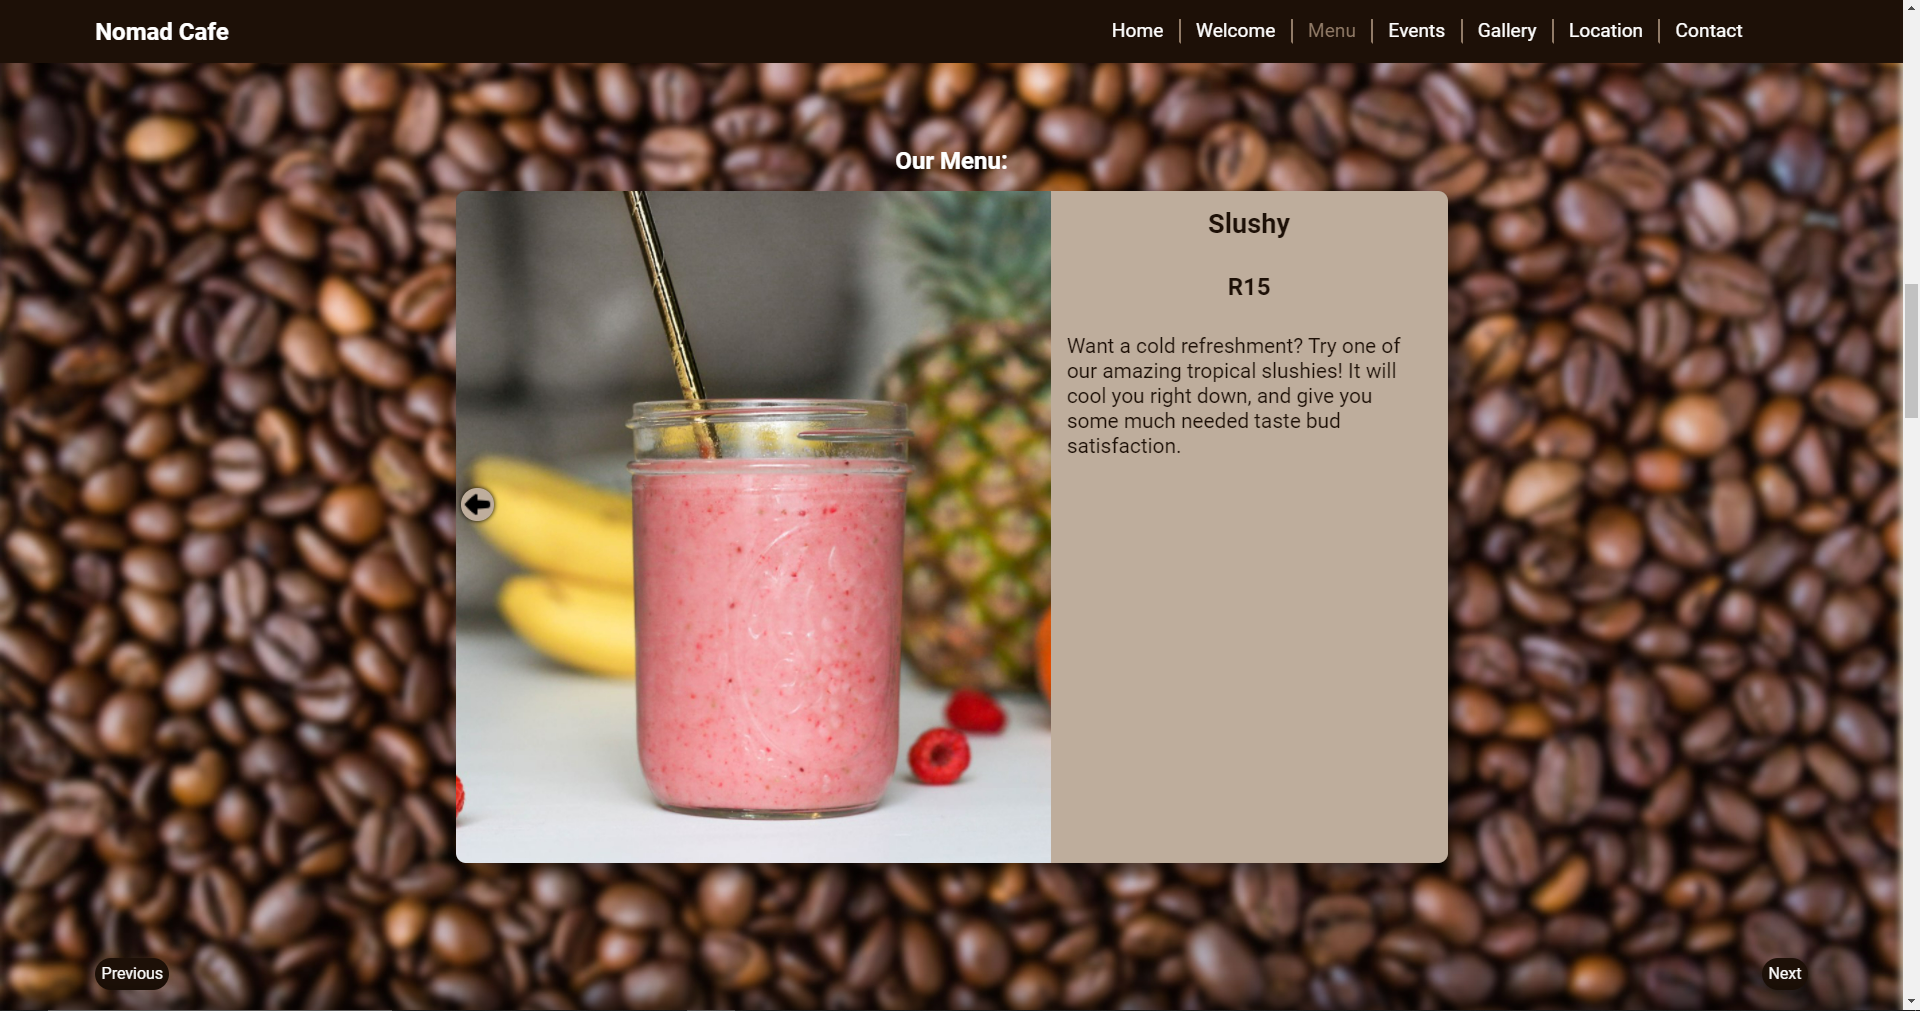 Nomad Cafe
Home
Welcome
Menu
Events
Gallery
Location
Contact
Our Menu:
Slushy
R15
Want a cold refreshment? Try one of
our amazing tropical slushies! It will
cool you right down, and give you
some much needed taste bud
satisfaction.
Previous
Next